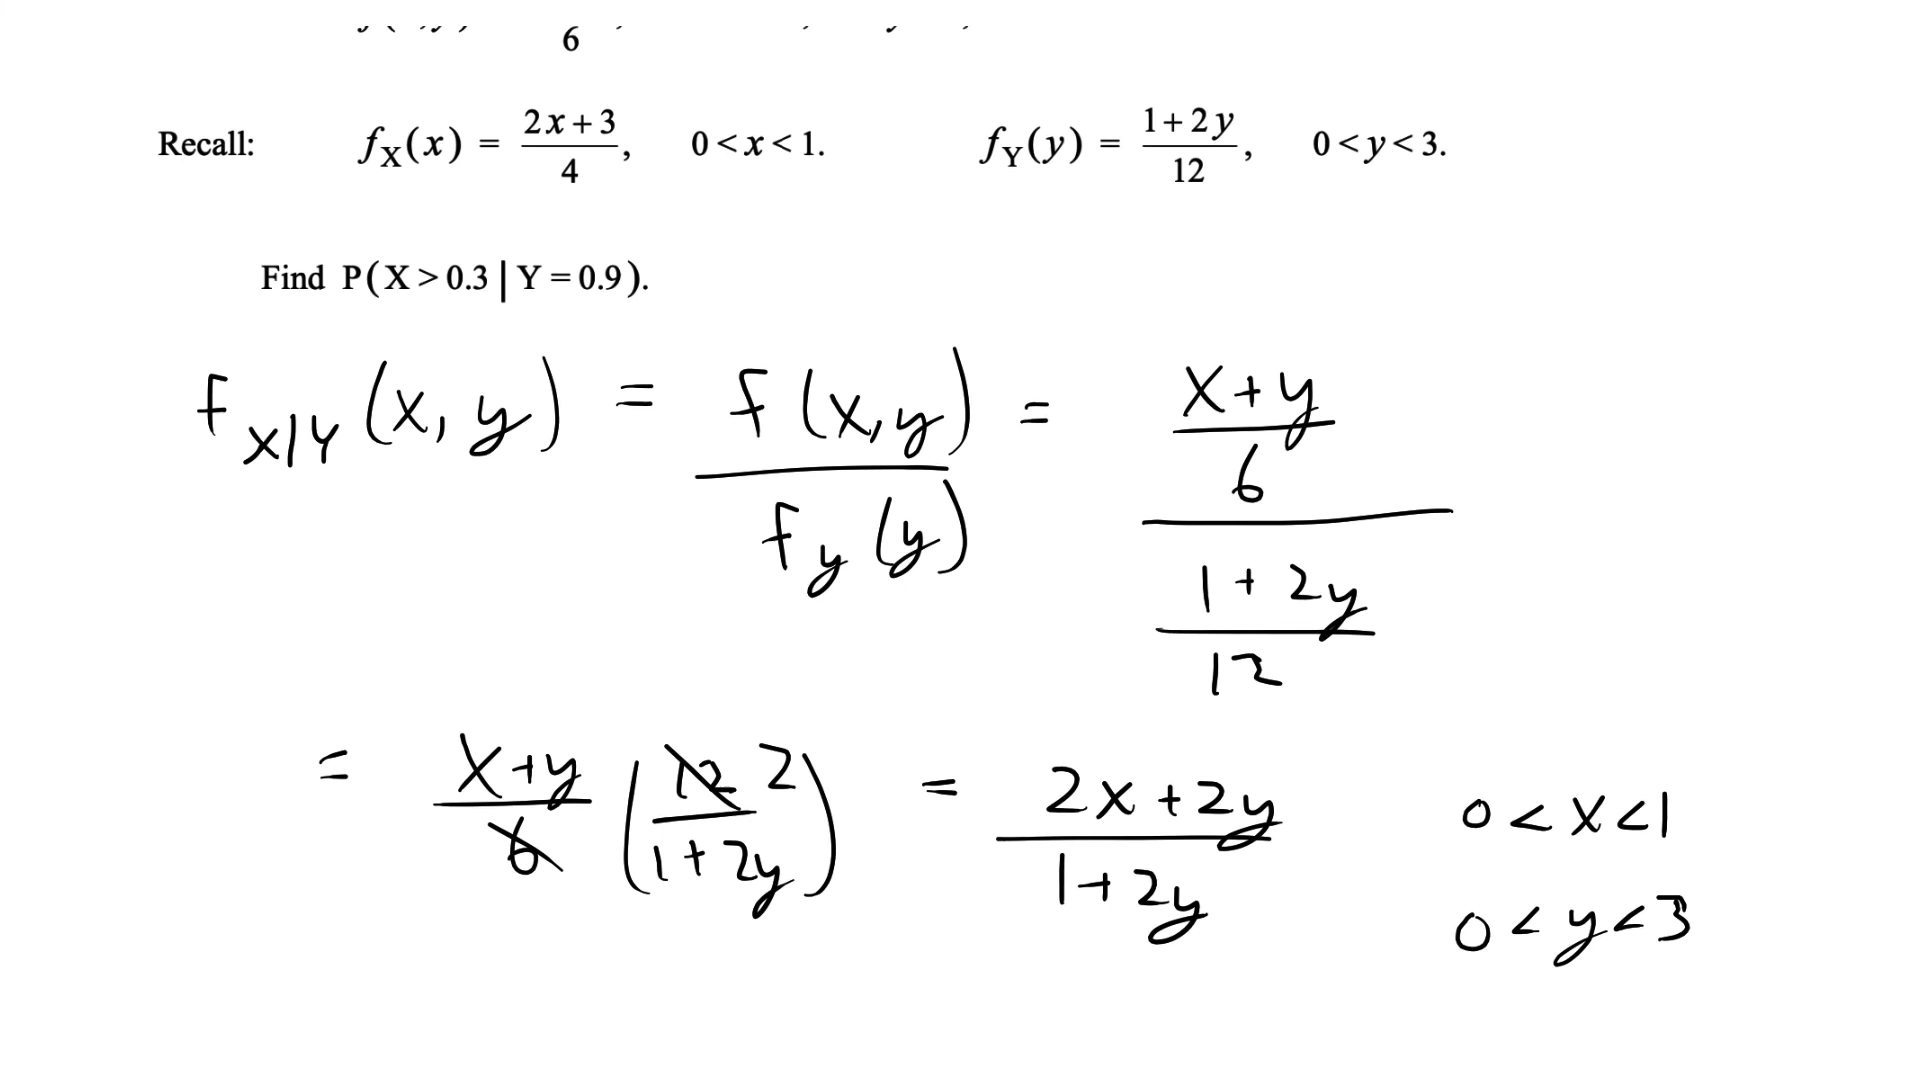 6
Recall: f_X(x) = (2x+3)/4, 0<x<1. f_Y(y) = (1+2y)/12, 0<y<3.
Find P(X>0.3|Y=0.9).
f_X|Y(x,y) = f(x,y)/f_y(y) = ((x+y)/6)/((1+2y)/12)
= (x+y)/6 (12 2/(1+2y)) = (2x+2y)/(1+2y) 0<x<1
0<y<3